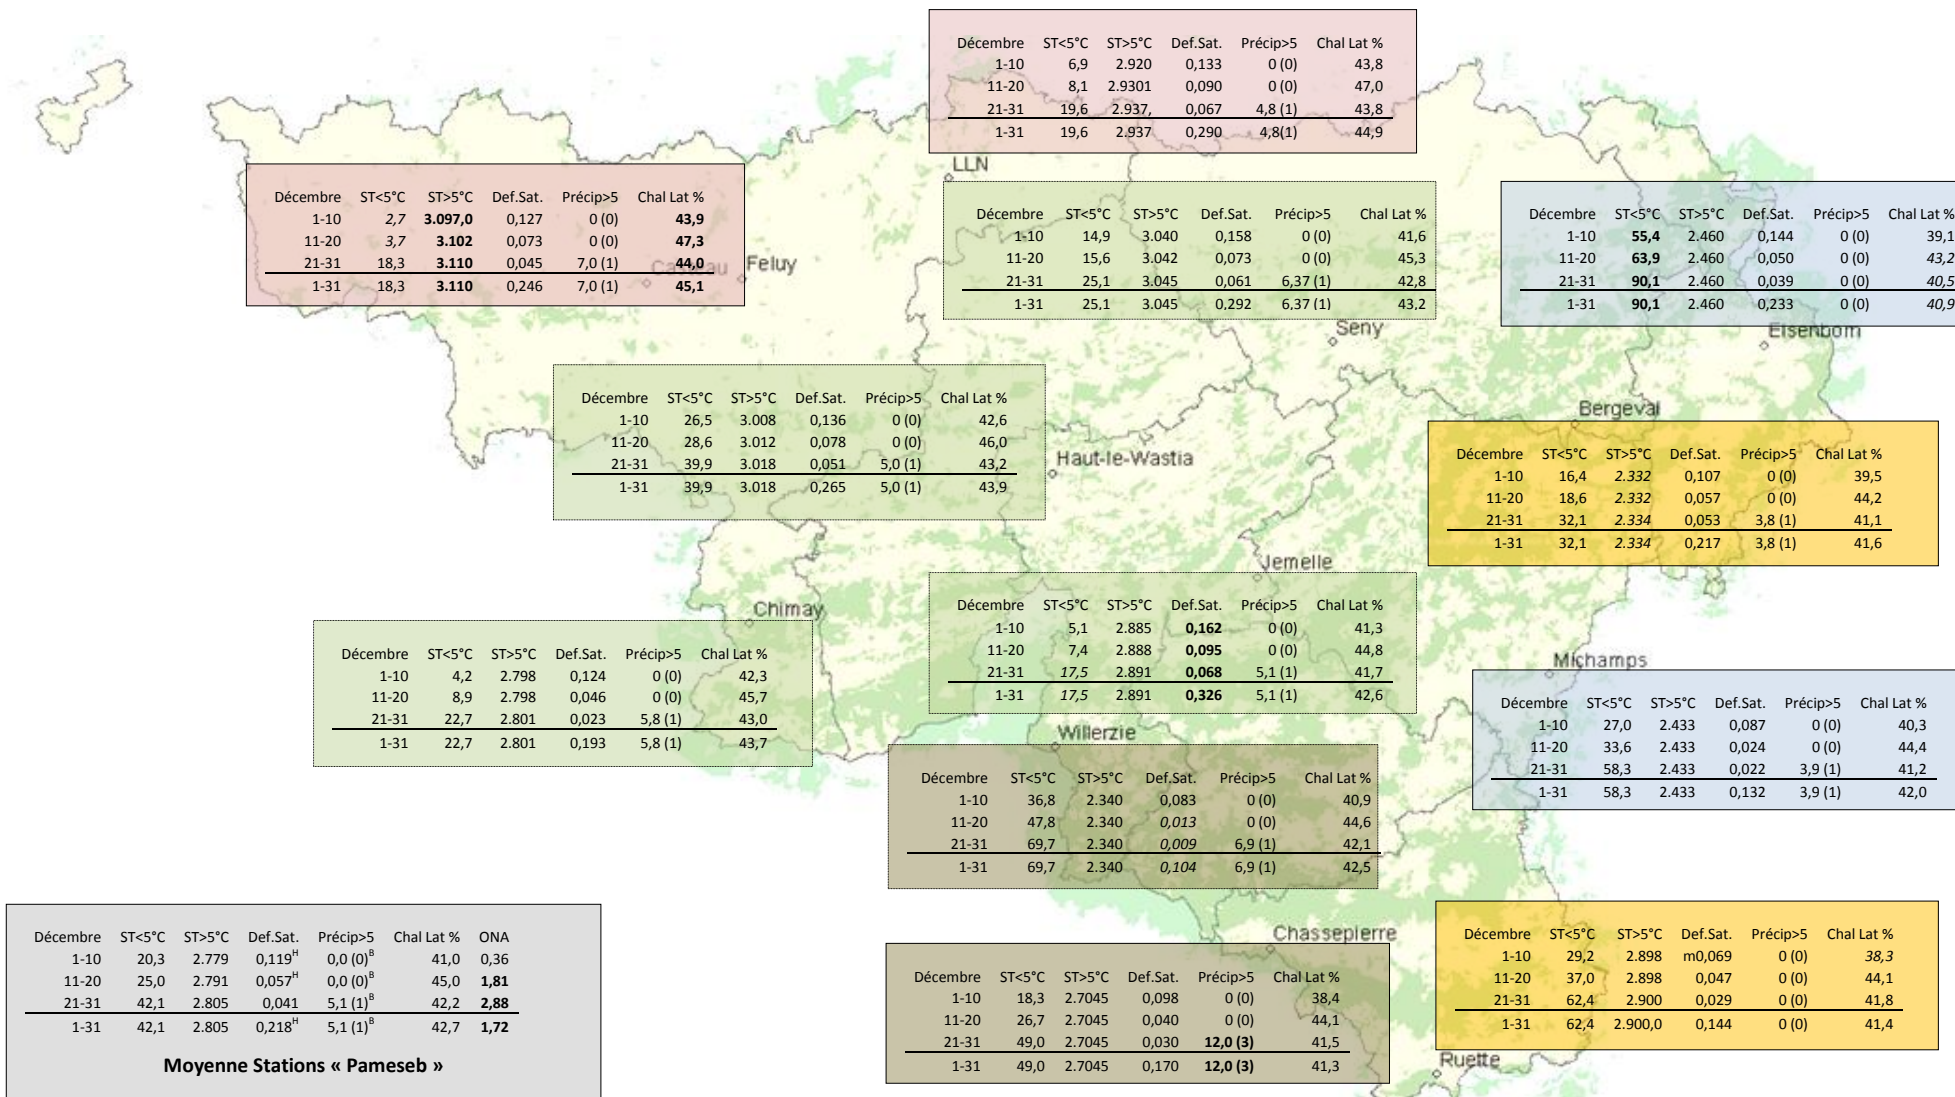 Décembre ST<5°C ST>5°C Def.Sat. Précip>5 Chal Lat %
1-10 6,9 2.920 0,133 0 (0) 43,8
11-20 8,1 2.9301 0,090 0 (0) 47,0
21-31 19,6 2.937, 0,067 4,8 (1) 43,8
1-31 19,6 2.937 0,290 4,8(1) 44,9
LLN
Décembre ST<5°C ST>5°C Def.Sat. Précip>5 Chal Lat %
1-10 2,7 3.097,0 0,127 0 (0) 43,9
11-20 3,7 3.102 0,073 0 (0) 47,3
21-31 18,3 3.110 0,045 7,0 (1) 44,0
1-31 18,3 3.110 0,246 7,0 (1) 45,1
Casteau
Feluy
Décembre ST<5°C ST>5°C Def.Sat. Précip>5 Chal Lat %
1-10 14,9 3.040 0,158 0 (0) 41,6
11-20 15,6 3.042 0,073 0 (0) 45,3
21-31 25,1 3.045 0,061 6,37 (1) 42,8
1-31 25,1 3.045 0,292 6,37 (1) 43,2
Seny
Décembre ST<5°C ST>5°C Def.Sat. Précip>5 Chal Lat %
1-10 55,4 2.460 0,144 0 (0) 39,1
11-20 63,9 2.460 0,050 0 (0) 43,2
21-31 90,1 2.460 0,039 0 (0) 40,5
1-31 90,1 2.460 0,233 0 (0) 40,9
Elsenborn
Décembre ST<5°C ST>5°C Def.Sat. Précip>5 Chal Lat %
1-10 26,5 3.008 0,136 0 (0) 42,6
11-20 28,6 3.012 0,078 0 (0) 46,0
21-31 39,9 3.018 0,051 5,0 (1) 43,2
1-31 39,9 3.018 0,265 5,0 (1) 43,9
Haut-le-Wastia
Bergeval
Décembre ST<5°C ST>5°C Def.Sat. Précip>5 Chal Lat %
1-10 16,4 2.332 0,107 0 (0) 39,5
11-20 18,6 2.332 0,057 0 (0) 44,2
21-31 32,1 2.334 0,053 3,8 (1) 41,1
1-31 32,1 2.334 0,217 3,8 (1) 41,6
Jemelle
Décembre ST<5°C ST>5°C Def.Sat. Précip>5 Chal Lat %
1-10 5,1 2.885 0,162 0 (0) 41,3
11-20 7,4 2.888 0,095 0 (0) 44,8
21-31 17,5 2.891 0,068 5,1 (1) 41,7
1-31 17,5 2.891 0,326 5,1 (1) 42,6
Chimay
Décembre ST<5°C ST>5°C Def.Sat. Précip>5 Chal Lat %
1-10 4,2 2.798 0,124 0 (0) 42,3
11-20 8,9 2.798 0,046 0 (0) 45,7
21-31 22,7 2.801 0,023 5,8 (1) 43,0
1-31 22,7 2.801 0,193 5,8 (1) 43,7
Michamps
Décembre ST<5°C ST>5°C Def.Sat. Précip>5 Chal Lat %
1-10 27,0 2.433 0,087 0 (0) 40,3
11-20 33,6 2.433 0,024 0 (0) 44,4
21-31 58,3 2.433 0,022 3,9 (1) 41,2
1-31 58,3 2.433 0,132 3,9 (1) 42,0
Willerzie
Décembre ST<5°C ST>5°C Def.Sat. Précip>5 Chal Lat %
1-10 36,8 2.340 0,083 0 (0) 40,9
11-20 47,8 2.340 0,013 0 (0) 44,6
21-31 69,7 2.340 0,009 6,9 (1) 42,1
1-31 69,7 2.340 0,104 6,9 (1) 42,5
Décembre ST<5°C ST>5°C Def.Sat. Précip>5 Chal Lat % ONA
1-10 20,3 2.779 0,119H 0,0 (0)B 41,0 0,36
11-20 25,0 2.791 0,057H 0,0 (0)B 45,0 1,81
21-31 42,1 2.805 0,041 5,1 (1)B 42,2 2,88
1-31 42,1 2.805 0,218H 5,1 (1)B 42,7 1,72
Moyenne Stations « Pameseb »
Chassepierre
Décembre ST<5°C ST>5°C Def.Sat. Précip>5 Chal Lat %
1-10 18,3 2.7045 0,098 0 (0) 38,4
11-20 26,7 2.7045 0,040 0 (0) 44,1
21-31 49,0 2.7045 0,030 12,0 (3) 41,5
1-31 49,0 2.7045 0,170 12,0 (3) 41,3
Décembre ST<5°C ST>5°C Def.Sat. Précip>5 Chal Lat %
1-10 29,2 2.898 m0,069 0 (0) 38,3
11-20 37,0 2.898 0,047 0 (0) 44,1
21-31 62,4 2.900 0,029 0 (0) 41,8
1-31 62,4 2.900,0 0,144 0 (0) 41,4
Ruette